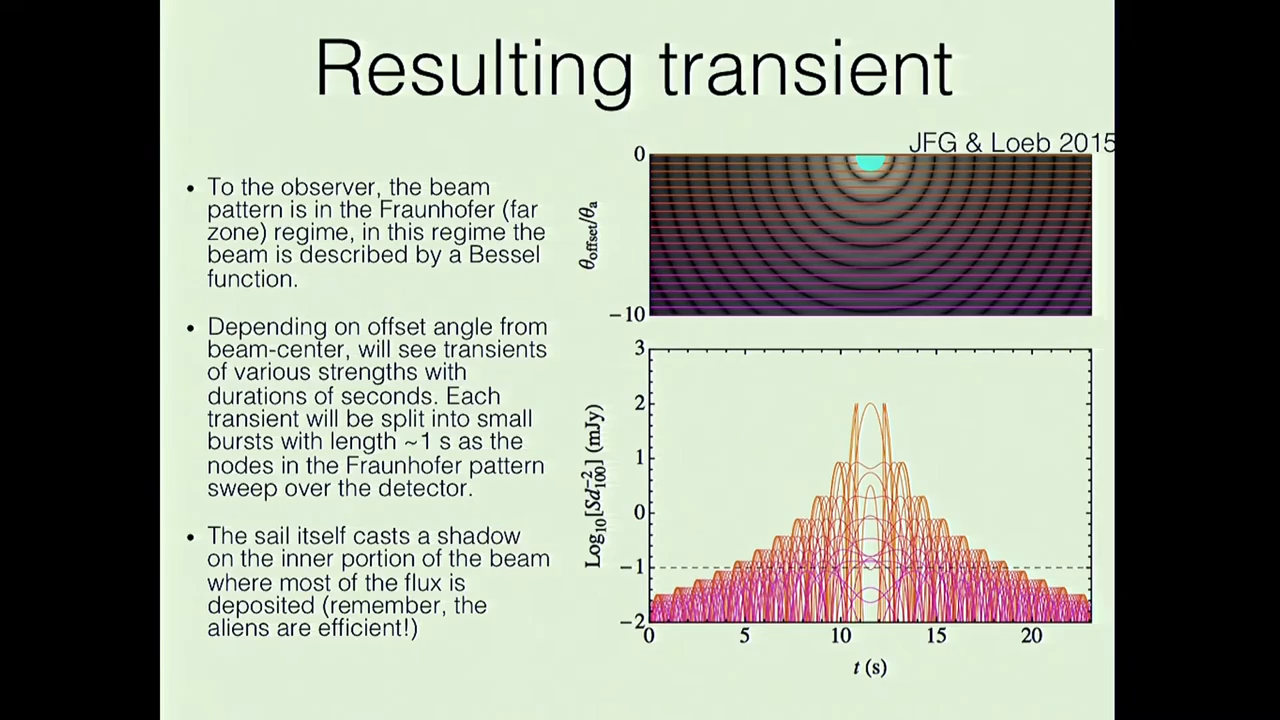 Resulting transient
JFG & Loeb 2015
• To the observer, the beam
pattern is in the Fraunhofer (far
zone) regime, in this regime the
beam is described by a Bessel
function.
• Depending on offset angle from
beam-center, will see transients
of various strengths with
durations of seconds. Each
transient will be split into small
bursts with length ~1 s as the
nodes in the Fraunhofer pattern
sweep over the detector.
• The sail itself casts a shadow
on the inner portion of the beam
where most of the flux is
deposited (remember, the
aliens are efficient!)
0
θoffset/θa
−10
3
2
1
0
−1
−2
Log10[Sd−2 100] (mJy)
0 5 10 15 20
t (s)